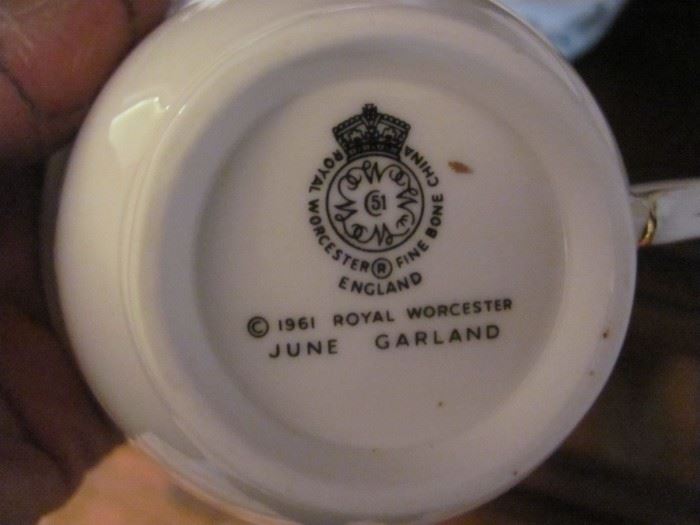 ROYAL WORCESTER ® FINE BONE CHINA
C 51
ENGLAND
© 1961 ROYAL WORCESTER
JUNE GARLAND